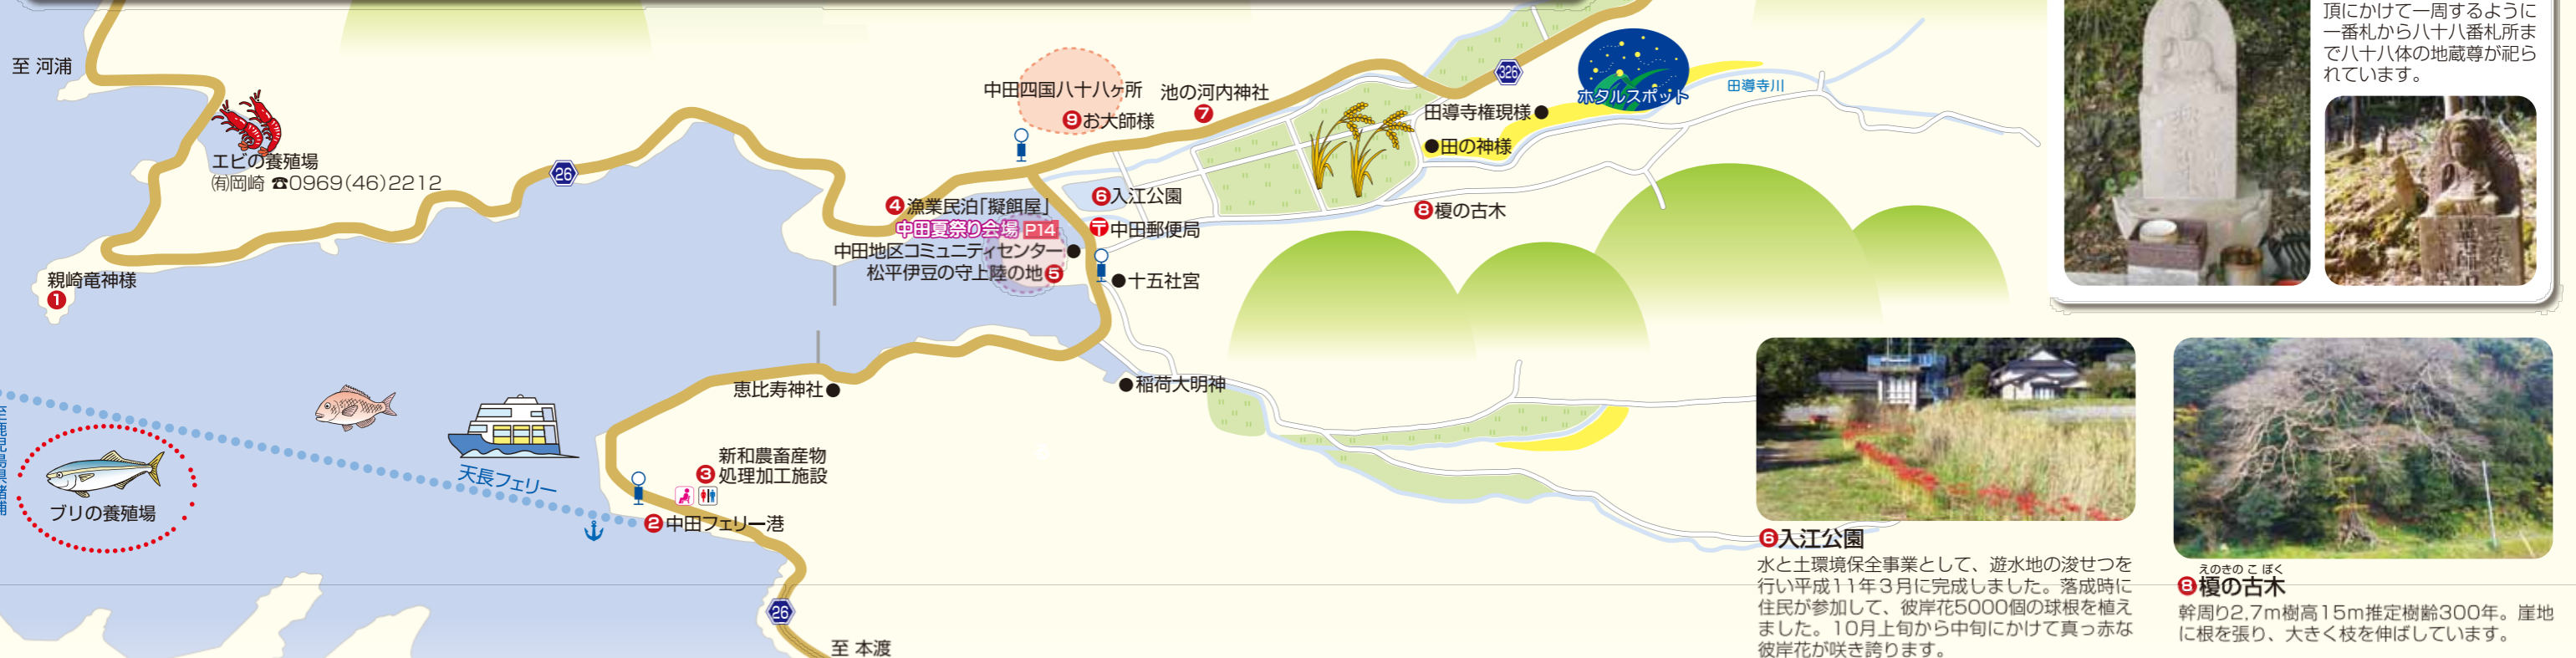 頂にかけて一周するように
一番札から八十八番札所ま
で八十八体の地蔵尊が祀ら
れています。
至 河浦
エビの養殖場
㈲岡崎 ☎0969(46)2212
26
中田四国八十八ヶ所
❾お大師様
池の河内神社
❼
326
ホタルスポット
田導寺川
田導寺権現様
田の神様
❹漁業民泊「擬餌屋」
中田夏祭り会場 P14
中田地区コミュニティセンター
松平伊豆の守上陸の地❺
❻入江公園
〒中田郵便局
十五社宮
❽榎の古木
親崎竜神様
❶
恵比寿神社
稲荷大明神
至鹿児島県諸浦
ブリの養殖場
天長フェリー
新和農畜産物
❸処理加工施設
❷中田フェリー港
26
至 本渡
❻入江公園
水と土環境保全事業として、遊水地の浚せつを
行い平成11年3月に完成しました。落成時に
住民が参加して、彼岸花5000個の球根を植え
ました。10月上旬から中旬にかけて真っ赤な
彼岸花が咲き誇ります。
えのきの こ ぼく
❽榎の古木
幹周り2,7m樹高15m推定樹齢300年。崖地
に根を張り、大きく枝を伸ばしています。